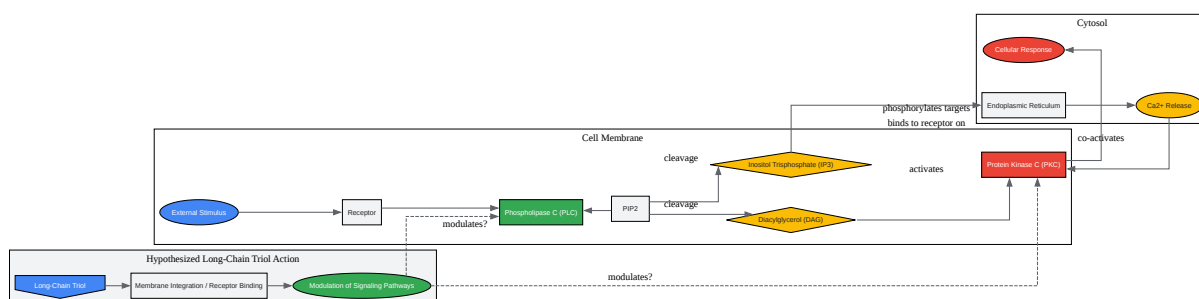 Cytosol
Cellular Response
Endoplasmic Reticulum
Ca2+ Release
phosphorylates targets
binds to receptor on
co-activates
Cell Membrane
cleavage
Inositol Trisphosphate (IP3)
activates
Protein Kinase C (PKC)
External Stimulus
Receptor
Phospholipase C (PLC)
PIP2
cleavage
Diacylglycerol (DAG)
modulates?
Hypothesized Long-Chain Triol Action
Long-Chain Triol
Membrane Integration / Receptor Binding
Modulation of Signaling Pathways
modulates?